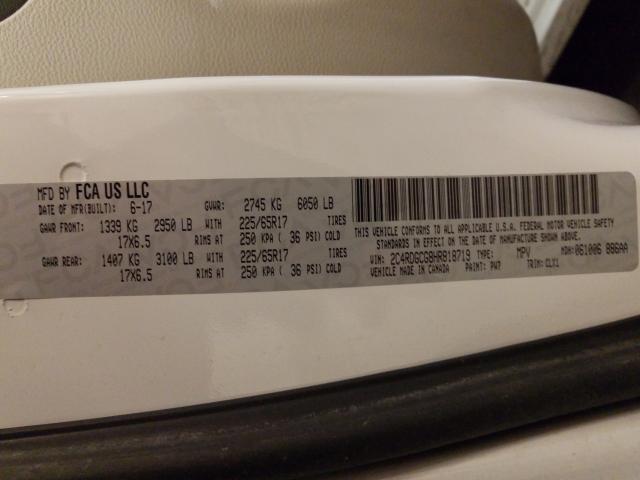 MFD BY FCA US LLC
DATE OF MFR(BUILT): 6-17 GVWR: 2745 KG 6050 LB
GAWR FRONT: 1339 KG 2950 LB WITH 225/65R17 TIRES
17X6.5 RIMS AT 250 KPA ( 36 PSI) COLD
GAWR REAR: 1407 KG 3100 LB WITH 225/65R17 TIRES
17X6.5 RIMS AT 250 KPA ( 36 PSI) COLD
THIS VEHICLE CONFORMS TO ALL APPLICABLE U.S.A. FEDERAL MOTOR VEHICLE SAFETY
STANDARDS IN EFFECT ON THE DATE OF MANUFACTURE SHOWN ABOVE.
VIN: 2C4RDGCG8HR818719 TYPE: MPV MDH:061006 886AA
VEHICLE MADE IN CANADA PAINT: PW7 TRIM:CLX1